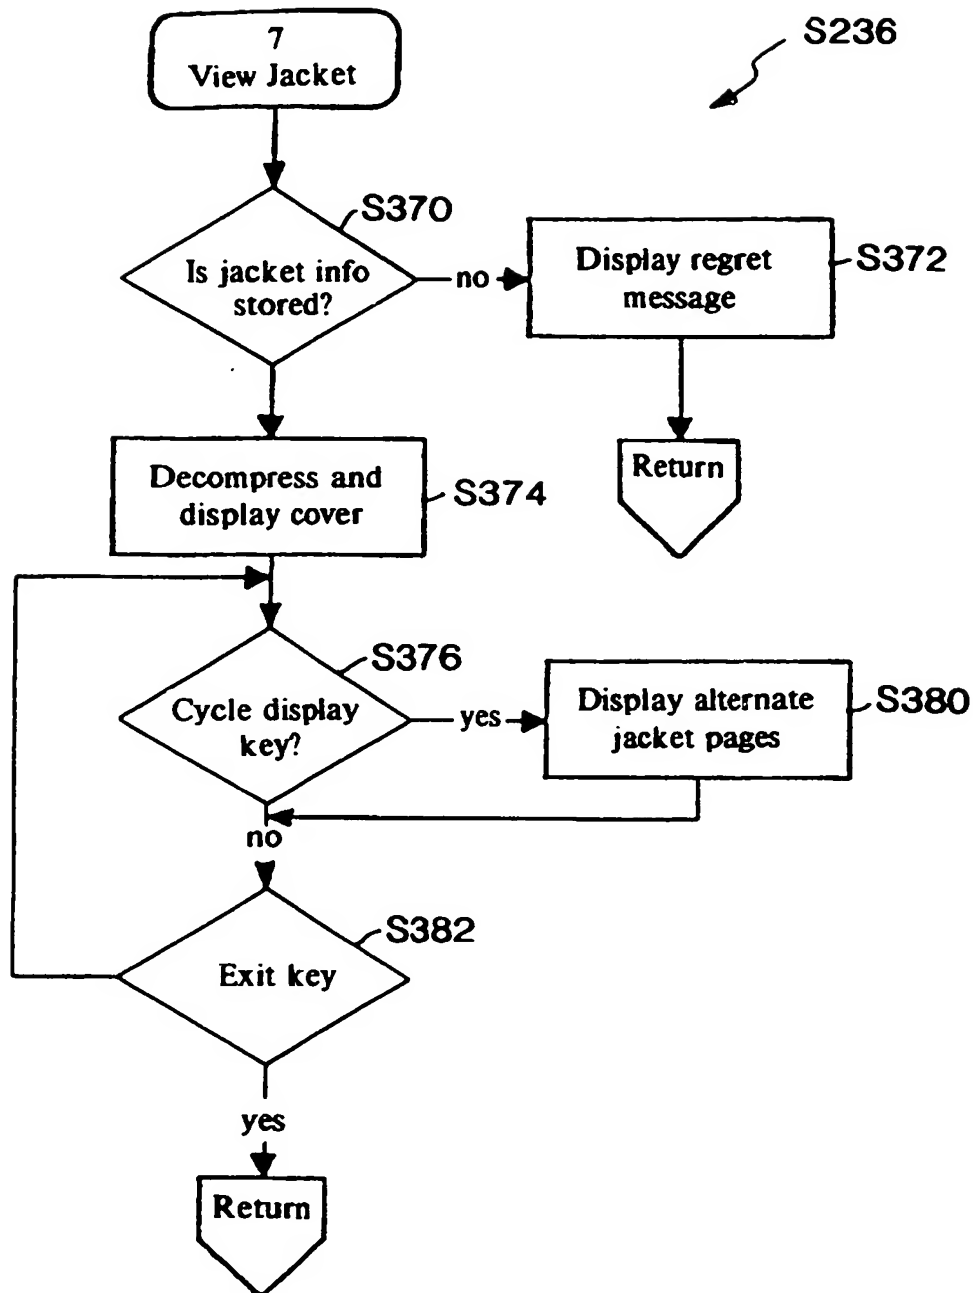 7
View Jacket
S236
S370
Is jacket info
stored?
no
Display regret
message
S372
Return
Decompress and
display cover
S374
S376
Cycle display
key?
yes
Display alternate
jacket pages
S380
no
S382
Exit key
yes
Return